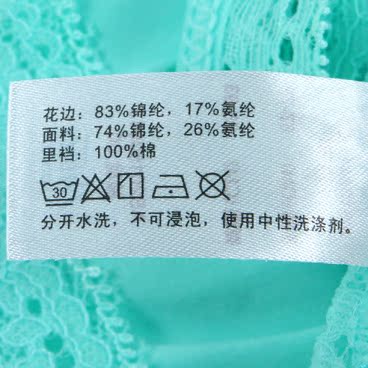 花边：83%锦纶，17%氨纶
面料：74%锦纶，26%氨纶
里裆：100%棉
30
分开水洗，不可浸泡，使用中性洗涤剂。